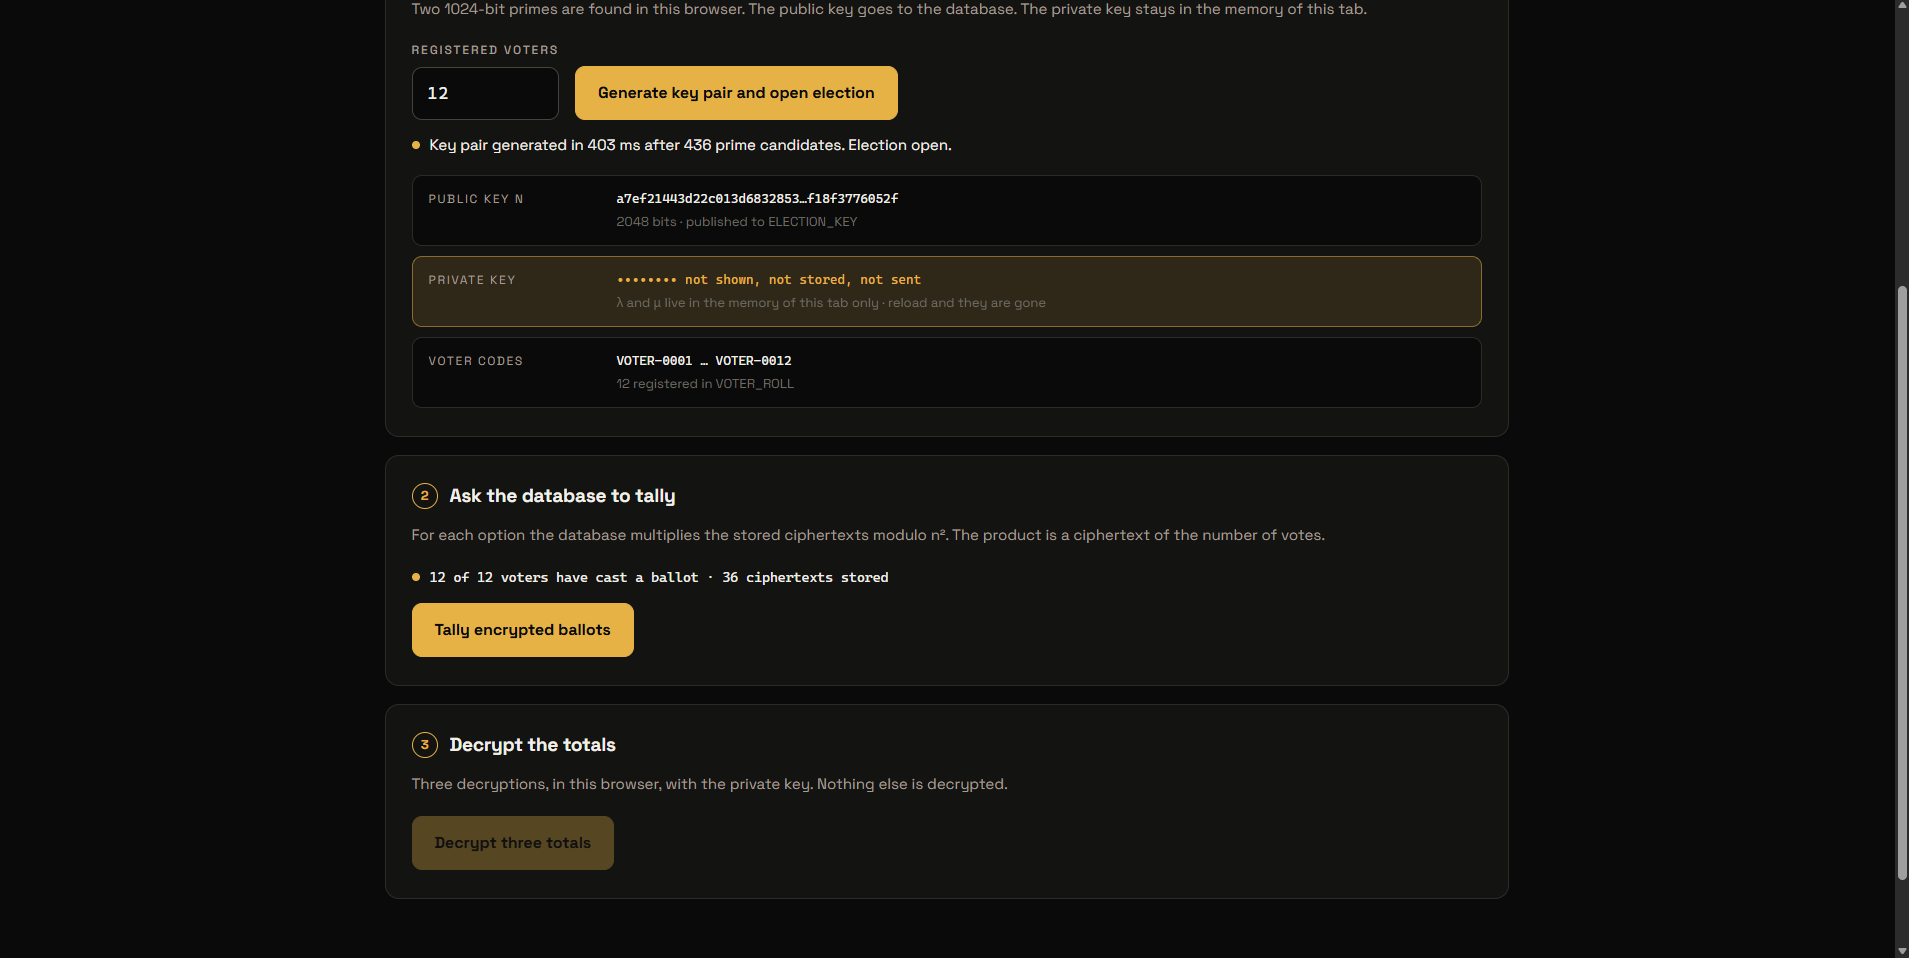 Two 1024-bit primes are found in this browser. The public key goes to the database. The private key stays in the memory of this tab.
REGISTERED VOTERS
12
Generate key pair and open election
Key pair generated in 403 ms after 436 prime candidates. Election open.
PUBLIC KEY N
a7ef21443d22c013d6832853…f18f3776052f
2048 bits · published to ELECTION_KEY
PRIVATE KEY
•••••••• not shown, not stored, not sent
λ and μ live in the memory of this tab only · reload and they are gone
VOTER CODES
VOTER-0001 … VOTER-0012
12 registered in VOTER_ROLL
2 Ask the database to tally
For each option the database multiplies the stored ciphertexts modulo n². The product is a ciphertext of the number of votes.
12 of 12 voters have cast a ballot · 36 ciphertexts stored
Tally encrypted ballots
3 Decrypt the totals
Three decryptions, in this browser, with the private key. Nothing else is decrypted.
Decrypt three totals